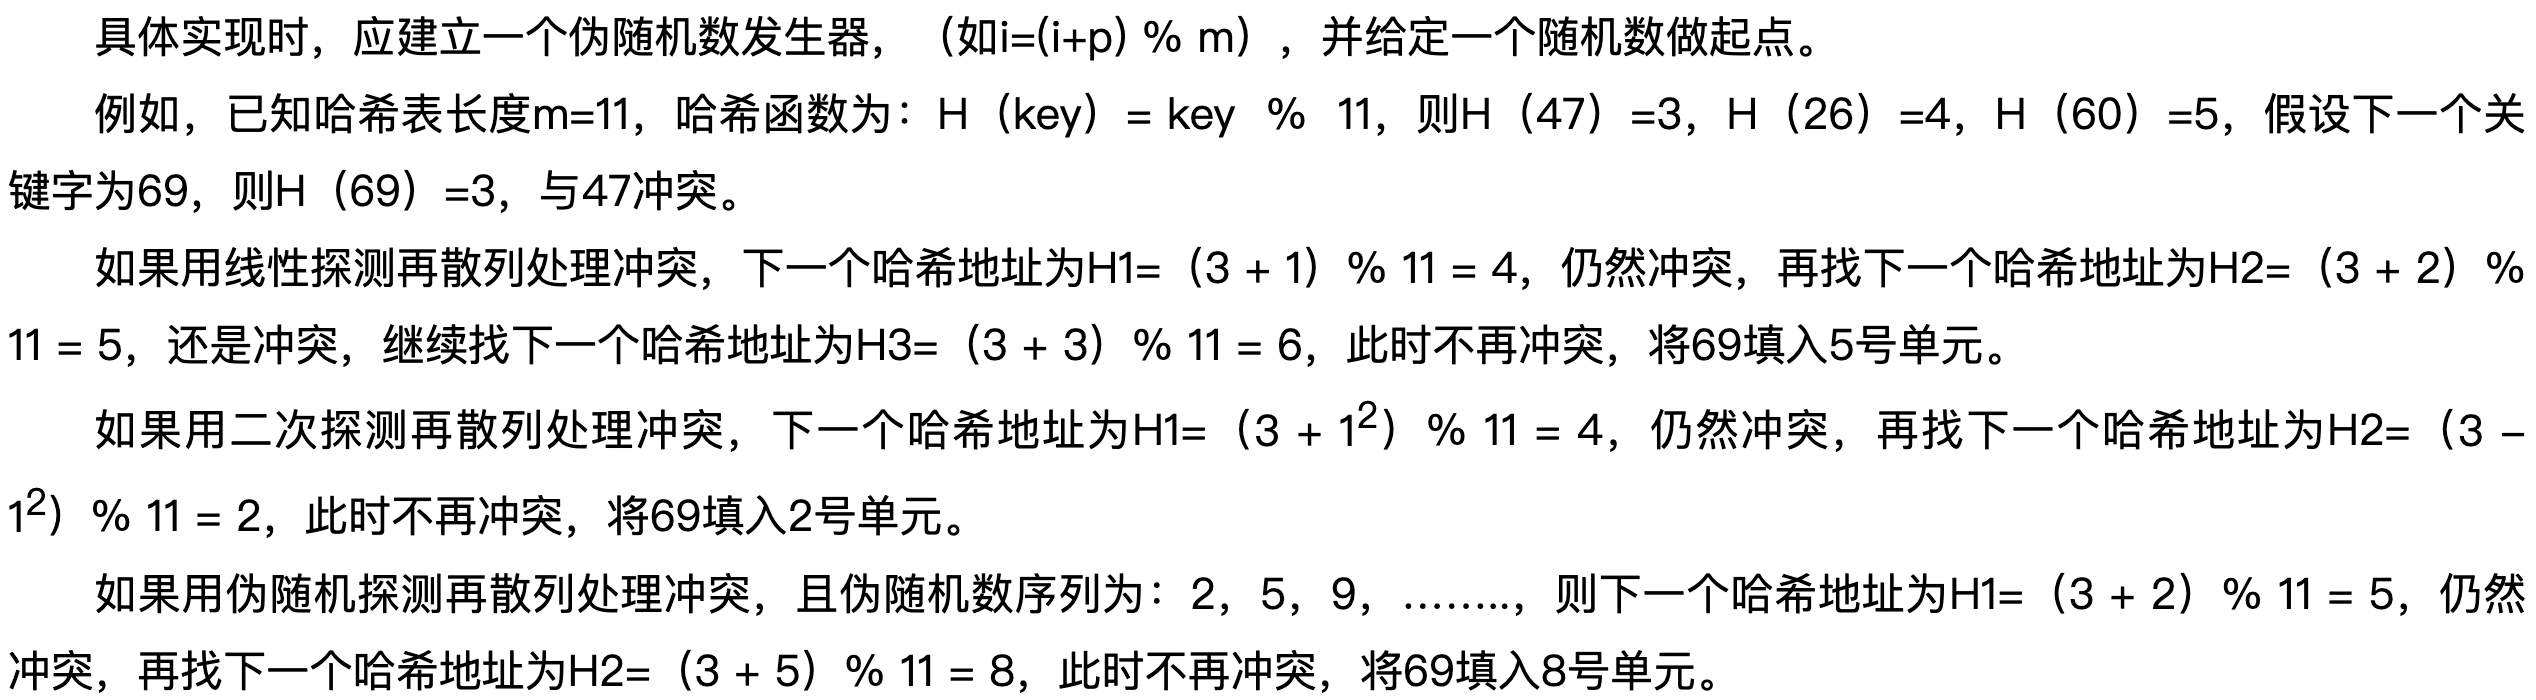 具体实现时，应建立一个伪随机数发生器，（如i=(i+p) % m），并给定一个随机数做起点。
例如，已知哈希表长度m=11，哈希函数为：H（key）= key % 11，则H（47）=3，H（26）=4，H（60）=5，假设下一个关
键字为69，则H（69）=3，与47冲突。
如果用线性探测再散列处理冲突，下一个哈希地址为H1=（3 + 1）% 11 = 4，仍然冲突，再找下一个哈希地址为H2=（3 + 2）%
11 = 5，还是冲突，继续找下一个哈希地址为H3=（3 + 3）% 11 = 6，此时不再冲突，将69填入5号单元。
如果用二次探测再散列处理冲突，下一个哈希地址为H1=（3 + 1²）% 11 = 4，仍然冲突，再找下一个哈希地址为H2=（3 –
1²）% 11 = 2，此时不再冲突，将69填入2号单元。
如果用伪随机探测再散列处理冲突，且伪随机数序列为：2，5，9，……..，则下一个哈希地址为H1=（3 + 2）% 11 = 5，仍然
冲突，再找下一个哈希地址为H2=（3 + 5）% 11 = 8，此时不再冲突，将69填入8号单元。